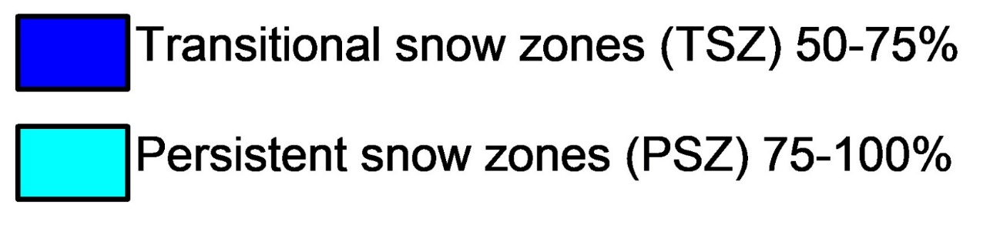 Transitional snow zones (TSZ) 50-75%
Persistent snow zones (PSZ) 75-100%